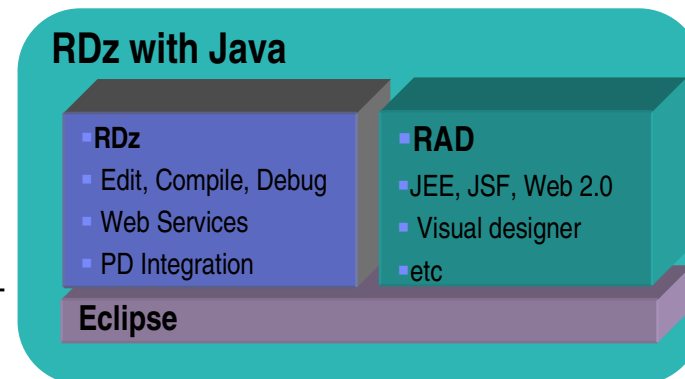 RDz with Java
▪RDz
▪ Edit, Compile, Debug
▪ Web Services
▪ PD Integration
▪RAD
▪JEE, JSF, Web 2.0
▪ Visual designer
▪etc
Eclipse